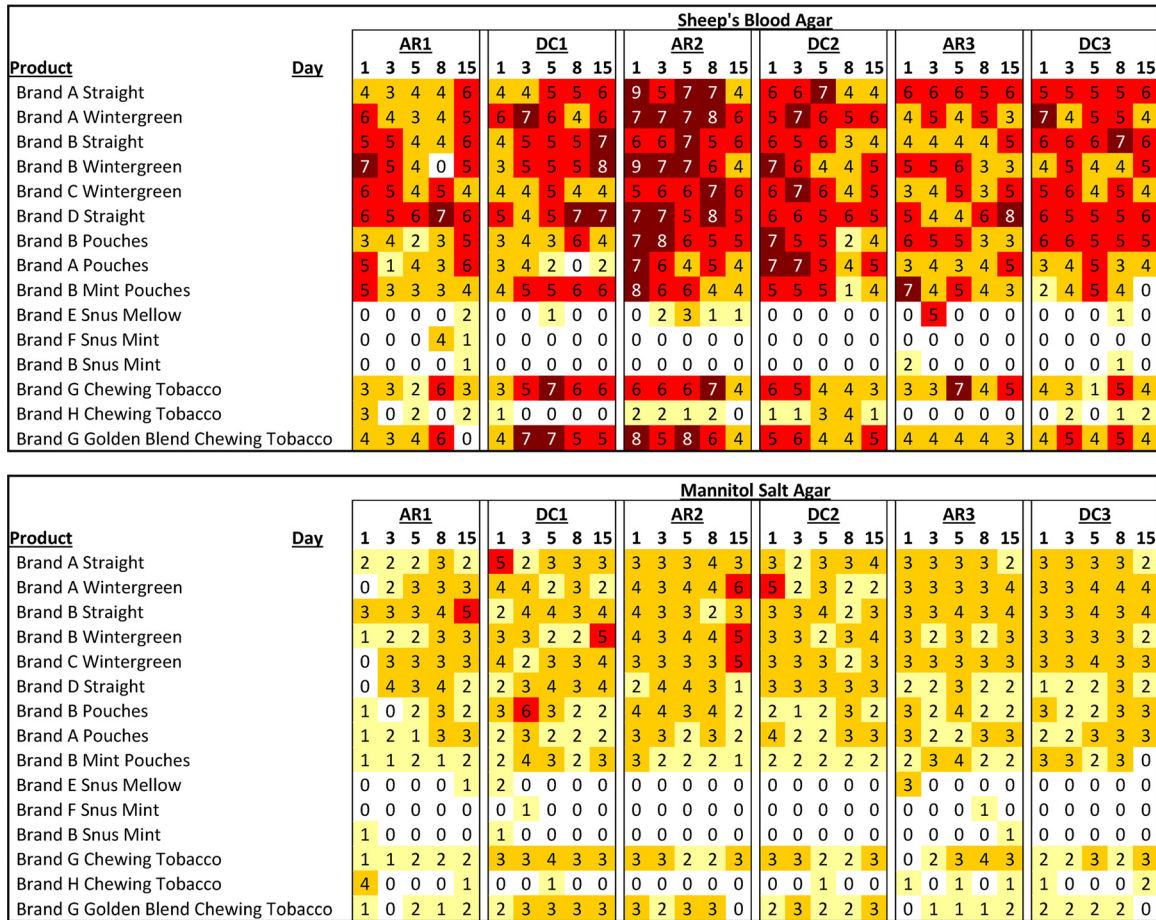 Sheep's Blood Agar
AR1 DC1 AR2 DC2 AR3 DC3
Product Day 1 3 5 8 15 1 3 5 8 15 1 3 5 8 15 1 3 5 8 15 1 3 5 8 15 1 3 5 8 15
Brand A Straight 4 3 4 4 6 4 4 5 5 6 9 5 7 7 4 6 6 7 4 4 6 6 6 5 6 5 5 5 5 6
Brand A Wintergreen 6 4 3 4 5 6 7 6 4 6 7 7 7 8 6 5 7 6 5 6 4 5 4 5 3 7 4 5 5 4
Brand B Straight 5 5 4 4 6 4 5 5 5 7 6 6 7 5 6 6 5 6 3 4 4 4 4 4 5 6 6 6 7 6
Brand B Wintergreen 7 5 4 0 5 3 5 5 5 8 9 7 7 6 4 7 6 4 4 5 5 5 6 3 3 4 5 4 4 5
Brand C Wintergreen 6 5 4 5 4 4 4 5 4 4 5 6 6 7 6 6 7 4 5 6 3 4 5 3 5 5 6 4 5 4
Brand D Straight 6 5 6 7 6 5 4 5 7 7 7 7 5 8 5 6 6 5 6 5 5 4 4 6 8 6 5 5 5 5
Brand B Pouches 3 4 2 3 5 3 4 3 6 4 7 8 6 5 5 7 5 5 2 4 6 5 5 3 3 6 6 5 5 5
Brand A Pouches 5 1 4 3 6 3 4 2 0 2 7 6 4 5 4 7 7 5 4 5 3 4 3 4 5 3 4 5 3 4
Brand B Mint Pouches 5 3 3 3 4 4 5 5 6 6 8 6 6 4 4 5 5 5 1 4 7 4 5 4 3 2 4 5 4 0
Brand E Snus Mellow 0 0 0 0 2 0 0 1 0 0 0 2 3 1 1 0 0 0 0 0 0 5 0 0 0 0 0 0 1 0
Brand F Snus Mint 0 0 0 4 1 0 0 0 0 0 0 0 0 0 0 0 0 0 0 0 0 0 0 0 0 0 0 0 0 0
Brand B Snus Mint 0 0 0 0 1 0 0 0 0 0 0 0 0 0 0 0 0 0 0 0 2 0 0 0 0 0 0 0 1 0
Brand G Chewing Tobacco 3 3 2 6 3 3 5 7 6 6 6 6 6 7 4 6 5 4 4 3 3 3 7 4 5 4 3 1 5 4
Brand H Chewing Tobacco 3 0 2 0 2 1 0 0 0 0 2 2 1 2 0 1 1 3 4 1 0 0 0 0 0 0 2 0 1 2
Brand G Golden Blend Chewing Tobacco 4 3 4 6 0 4 7 7 5 5 8 5 8 6 4 5 6 4 4 5 4 4 4 4 3 4 5 4 5 4
Mannitol Salt Agar
AR1 DC1 AR2 DC2 AR3 DC3
Product Day 1 3 5 8 15 1 3 5 8 15 1 3 5 8 15 1 3 5 8 15 1 3 5 8 15 1 3 5 8 15
Brand A Straight 2 2 2 3 2 5 2 3 3 3 3 3 3 4 3 3 2 3 3 4 3 3 3 3 2 3 3 3 3 2
Brand A Wintergreen 0 2 3 3 3 4 4 2 3 2 4 3 4 4 6 5 2 3 2 2 3 3 3 3 3 3 3 4 4 4
Brand B Straight 3 3 3 4 5 2 4 4 3 4 4 3 3 2 3 3 3 4 2 3 3 3 4 3 4 3 3 4 3 4
Brand B Wintergreen 1 2 2 3 3 3 3 2 2 5 4 3 4 4 5 3 3 2 3 4 3 2 3 2 3 3 3 3 3 2
Brand C Wintergreen 0 3 3 3 3 4 2 3 3 4 3 3 3 3 5 3 3 3 2 3 3 3 3 3 3 3 3 4 3 3
Brand D Straight 0 4 3 4 2 2 3 4 3 4 2 4 4 3 1 3 3 3 3 3 2 2 3 2 2 1 2 2 3 2
Brand B Pouches 1 0 2 3 2 3 6 3 2 2 4 4 3 4 2 2 1 2 3 2 3 2 4 2 2 3 2 2 3 3
Brand A Pouches 1 2 1 3 3 2 3 2 2 2 3 3 2 3 2 4 2 2 3 3 3 2 2 3 3 2 2 3 3 3
Brand B Mint Pouches 1 1 2 1 2 2 4 3 2 3 3 2 2 2 1 2 2 2 2 2 2 3 4 2 2 3 3 2 3 0
Brand E Snus Mellow 0 0 0 0 1 2 0 0 0 0 0 0 0 0 0 0 0 0 0 0 3 0 0 0 0 0 0 0 0 0
Brand F Snus Mint 0 0 0 0 0 0 1 0 0 0 0 0 0 0 0 0 0 0 0 0 0 0 0 1 0 0 0 0 0 0
Brand B Snus Mint 1 0 0 0 0 1 0 0 0 0 0 0 0 0 0 0 0 0 0 0 0 0 0 0 1 0 0 0 0 0
Brand G Chewing Tobacco 1 1 2 2 2 3 3 4 3 3 3 3 2 2 3 3 3 2 2 3 0 2 3 4 3 2 2 3 2 3
Brand H Chewing Tobacco 4 0 0 0 1 0 0 1 0 0 0 0 0 0 0 0 0 1 0 0 1 0 1 1 1 1 0 0 0 2
Brand G Golden Blend Chewing Tobacco 1 0 2 1 2 2 3 3 3 3 3 2 3 3 0 2 3 2 2 3 0 1 1 1 2 2 2 2 2 0